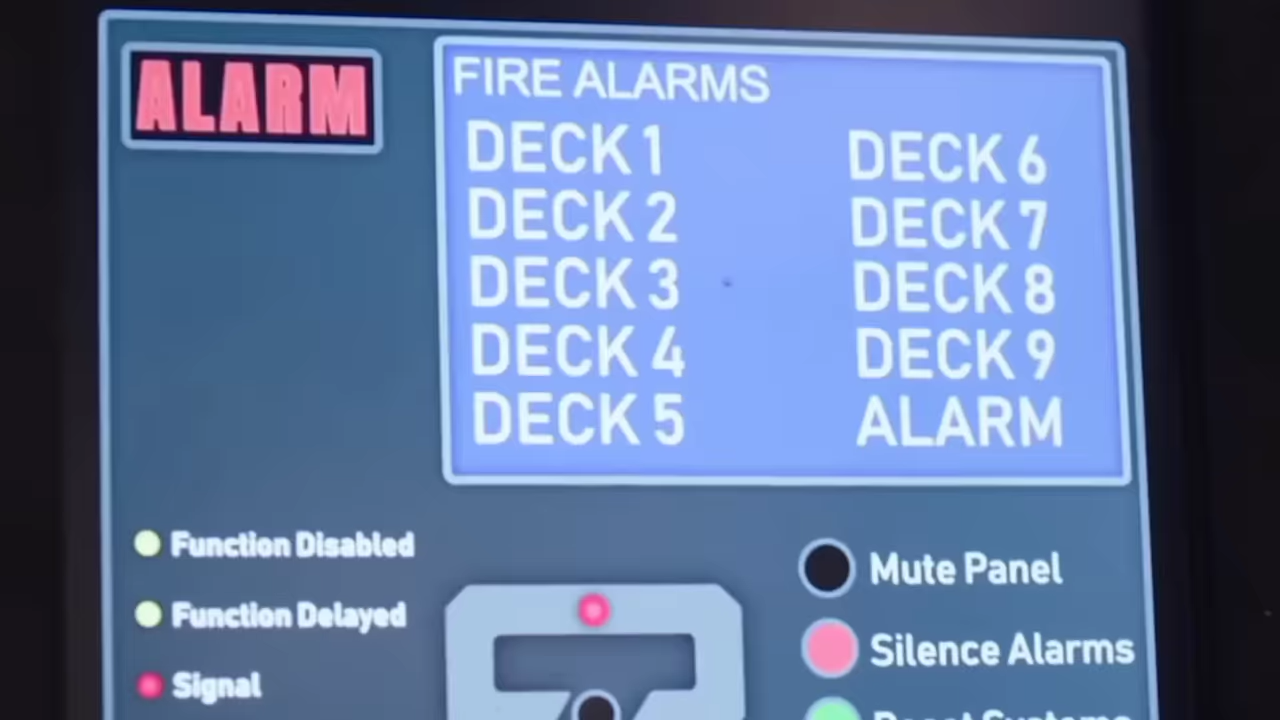 ALARM
FIRE ALARMS
DECK 1
DECK 2
DECK 3
DECK 4
DECK 5
DECK 6
DECK 7
DECK 8
DECK 9
ALARM
Function Disabled
Function Delayed
Signal
Mute Panel
Silence Alarms